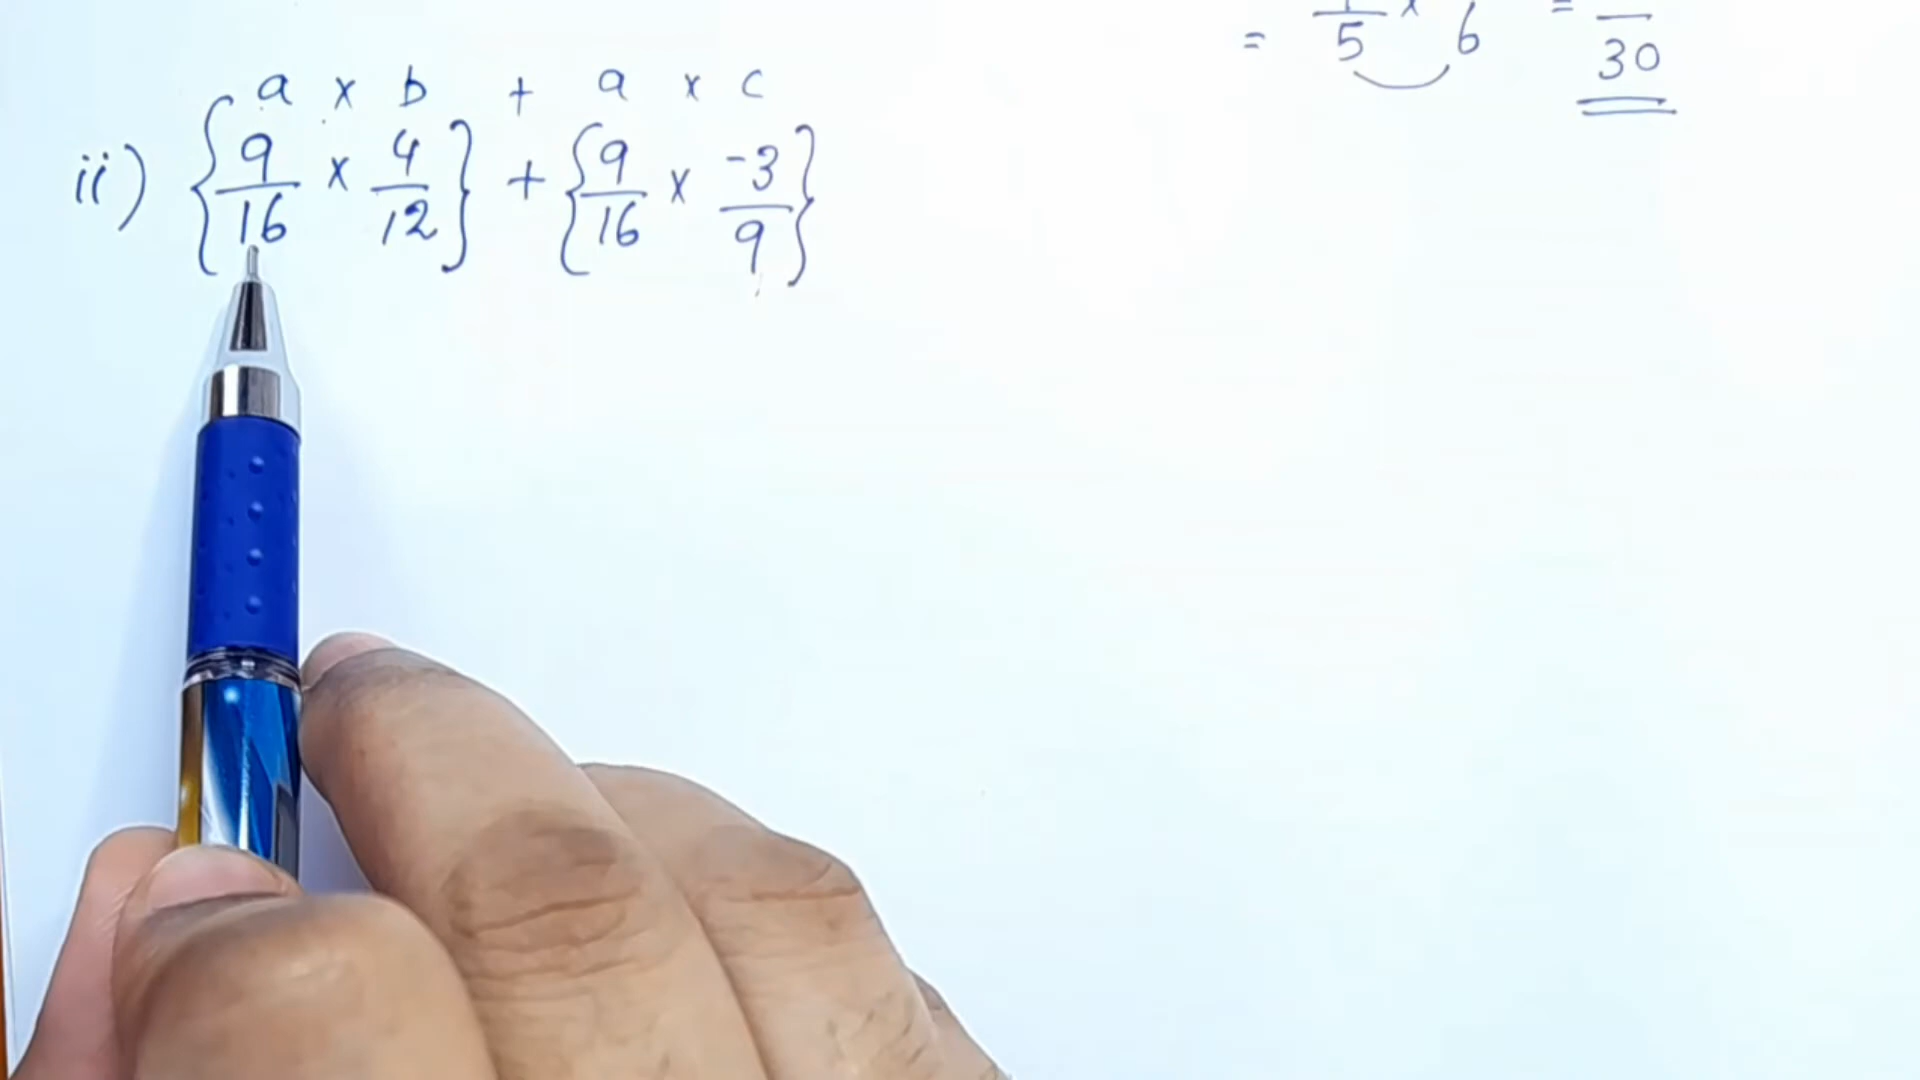 = /5 × /6 = /30
a × b + a × c
ii) {9/16 × 4/12} + {9/16 × -3/9}